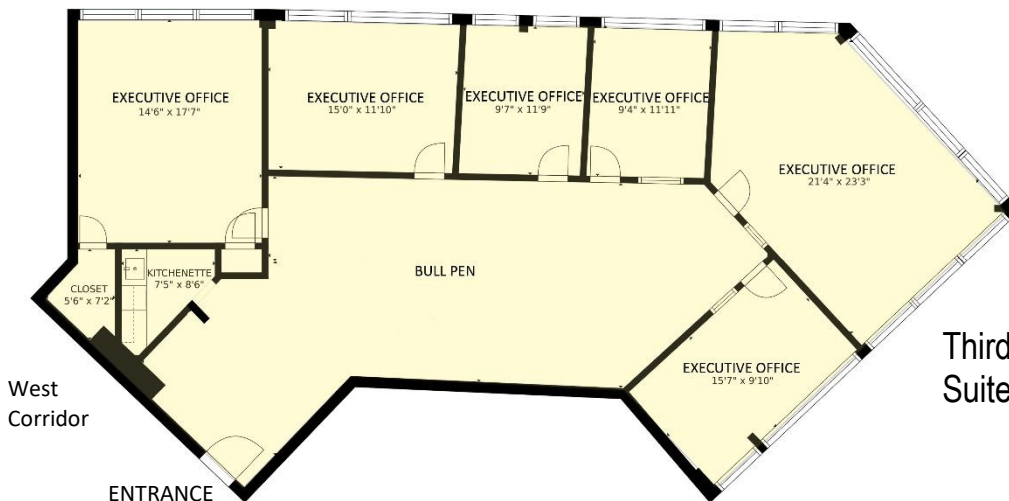 EXECUTIVE OFFICE
14'6" x 17'7"
EXECUTIVE OFFICE
15'0" x 11'10"
EXECUTIVE OFFICE
9'7" x 11'9"
EXECUTIVE OFFICE
9'4" x 11'11"
EXECUTIVE OFFICE
21'4" x 23'3"
BULL PEN
KITCHENETTE
7'5" x 8'6"
CLOSET
5'6" x 7'2"
EXECUTIVE OFFICE
15'7" x 9'10"
Third
Suite
West
Corridor
ENTRANCE